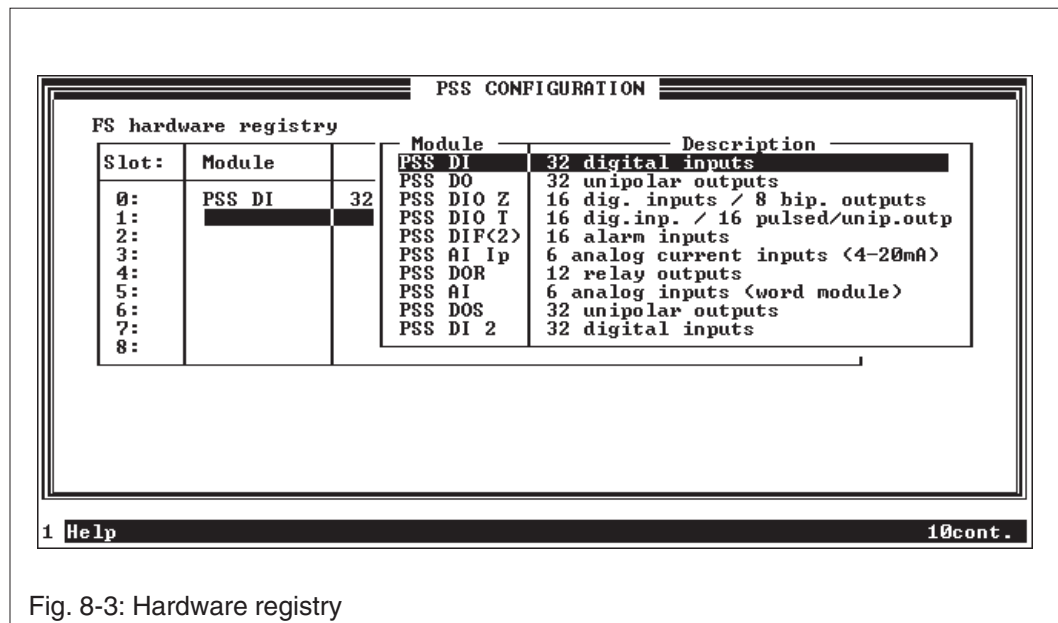 PSS CONFIGURATION
FS hardware registry
Slot: Module
0: PSS DI 32
1:
2:
3:
4:
5:
6:
7:
8:
Module Description
PSS DI 32 digital inputs
PSS DO 32 unipolar outputs
PSS DIO Z 16 dig. inputs / 8 bip. outputs
PSS DIO T 16 dig.inp. / 16 pulsed/unip.outp
PSS DIF(2) 16 alarm inputs
PSS AI Ip 6 analog current inputs (4-20mA)
PSS DOR 12 relay outputs
PSS AI 6 analog inputs (word module)
PSS DOS 32 unipolar outputs
PSS DI 2 32 digital inputs
1 Help 10cont.
Fig. 8-3: Hardware registry